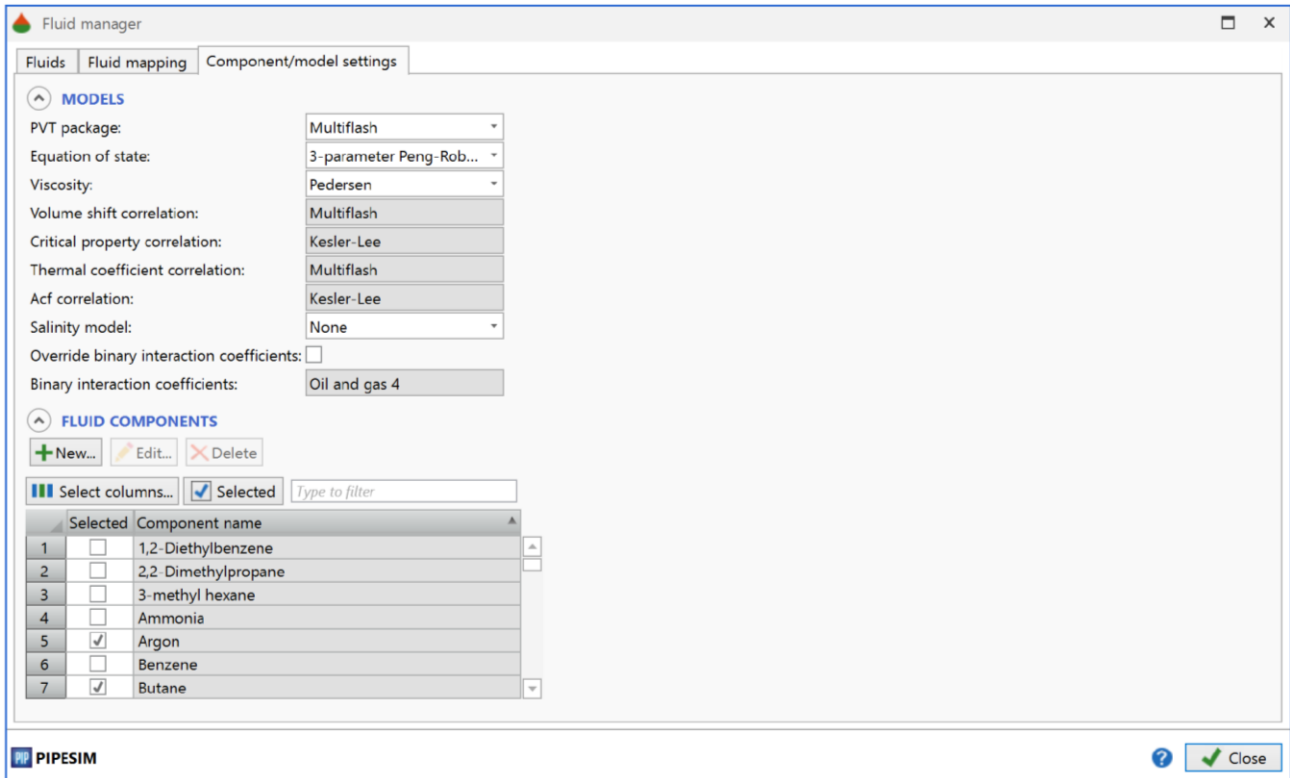 Fluid manager
Fluids Fluid mapping Component/model settings
MODELS
PVT package: Multiflash
Equation of state: 3-parameter Peng-Rob...
Viscosity: Pedersen
Volume shift correlation: Multiflash
Critical property correlation: Kesler-Lee
Thermal coefficient correlation: Multiflash
Acf correlation: Kesler-Lee
Salinity model: None
Override binary interaction coefficients:
Binary interaction coefficients: Oil and gas 4
FLUID COMPONENTS
New... Edit... Delete
Select columns... Selected Type to filter
Selected Component name
1 1,2-Diethylbenzene
2 2,2-Dimethylpropane
3 3-methyl hexane
4 Ammonia
5 Argon
6 Benzene
7 Butane
PIP PIPESIM ? Close